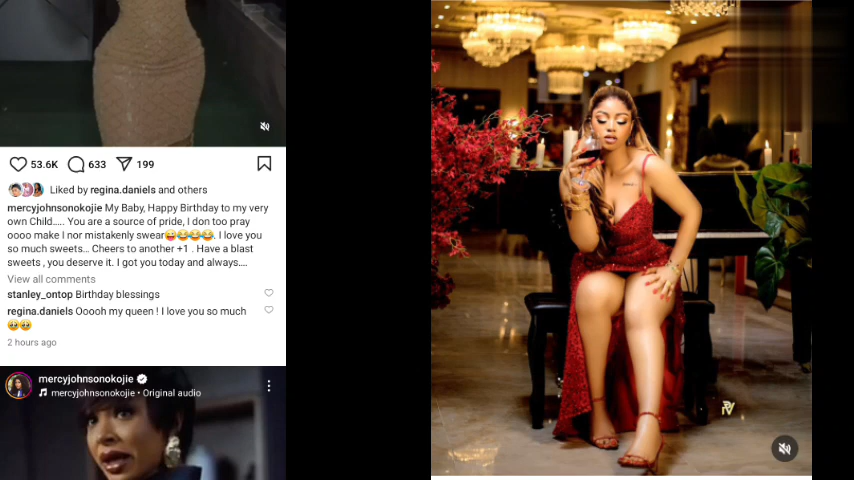 53.6K 633 199
Liked by regina.daniels and others
mercyjohnsonokojie My Baby, Happy Birthday to my very
own Child..... You are a source of pride, I don too pray
oooo make I nor mistakenly swear😜😂😂😂😂. I love you
so much sweets... Cheers to another +1 . Have a blast
sweets , you deserve it. I got you today and always....
View all comments
stanley_ontop Birthday blessings
regina.daniels Ooooh my queen ! I love you so much
🥹🥹
2 hours ago
mercyjohnsonokojie
mercyjohnsonokojie • Original audio